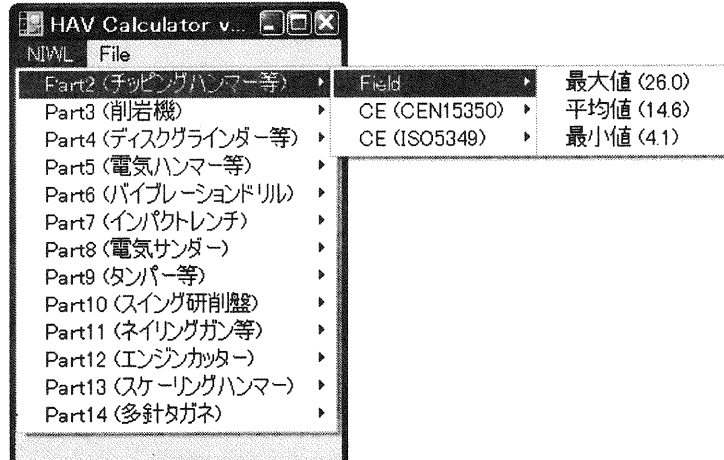 HAV Calculator v...
NIWL File
Part2 (チッピングハンマー等)
Part3 (削岩機)
Part4 (ディスクグラインダー等)
Part5 (電気ハンマー等)
Part6 (バイブレーションドリル)
Part7 (インパクトレンチ)
Part8 (電気サンダー)
Part9 (タンパー等)
Part10 (スイング研削盤)
Part11 (ネイリングガン等)
Part12 (エンジンカッター)
Part13 (スケーリングハンマー)
Part14 (多針タガネ)
Field
CE (CEN15350)
CE (ISO5349)
最大値 (26.0)
平均値 (14.6)
最小値 (4.1)